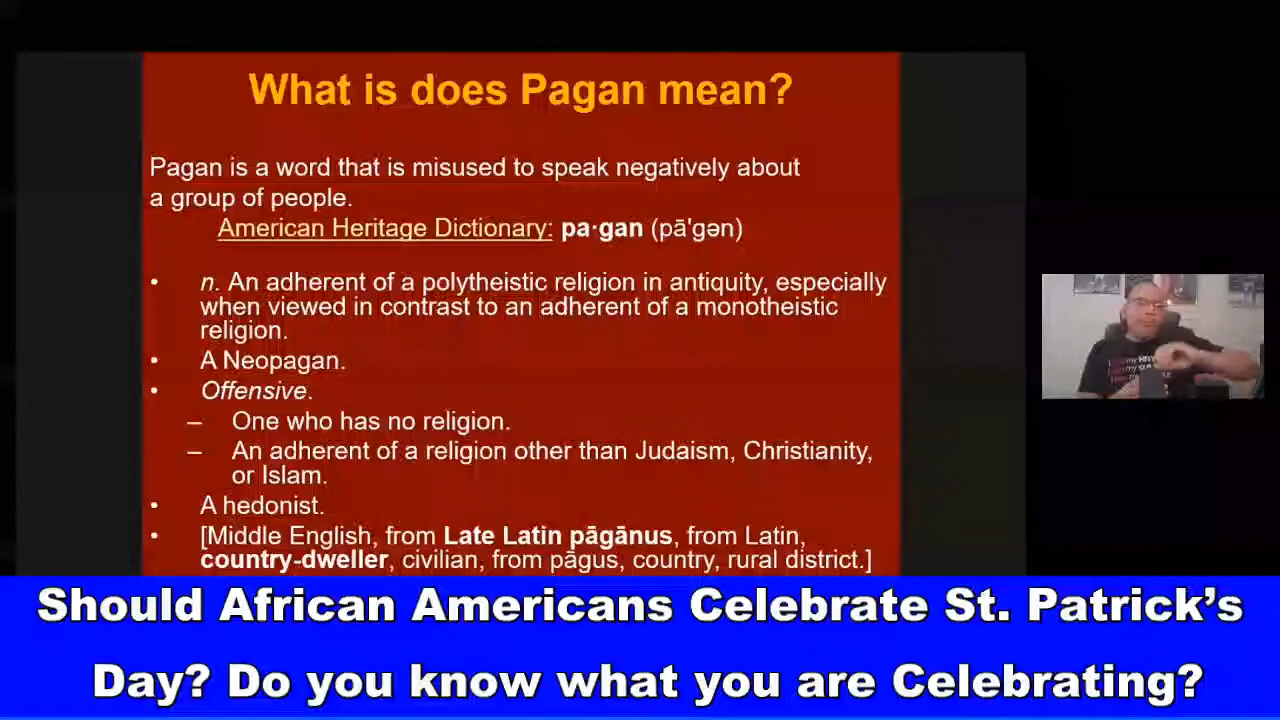 What is does Pagan mean?
Pagan is a word that is misused to speak negatively about
a group of people.
American Heritage Dictionary: pa·gan (pā'gən)
• n. An adherent of a polytheistic religion in antiquity, especially
when viewed in contrast to an adherent of a monotheistic
religion.
• A Neopagan.
• Offensive.
– One who has no religion.
– An adherent of a religion other than Judaism, Christianity,
or Islam.
• A hedonist.
• [Middle English, from Late Latin pāgānus, from Latin,
country-dweller, civilian, from pāgus, country, rural district.]
Should African Americans Celebrate St. Patrick’s
Day? Do you know what you are Celebrating?